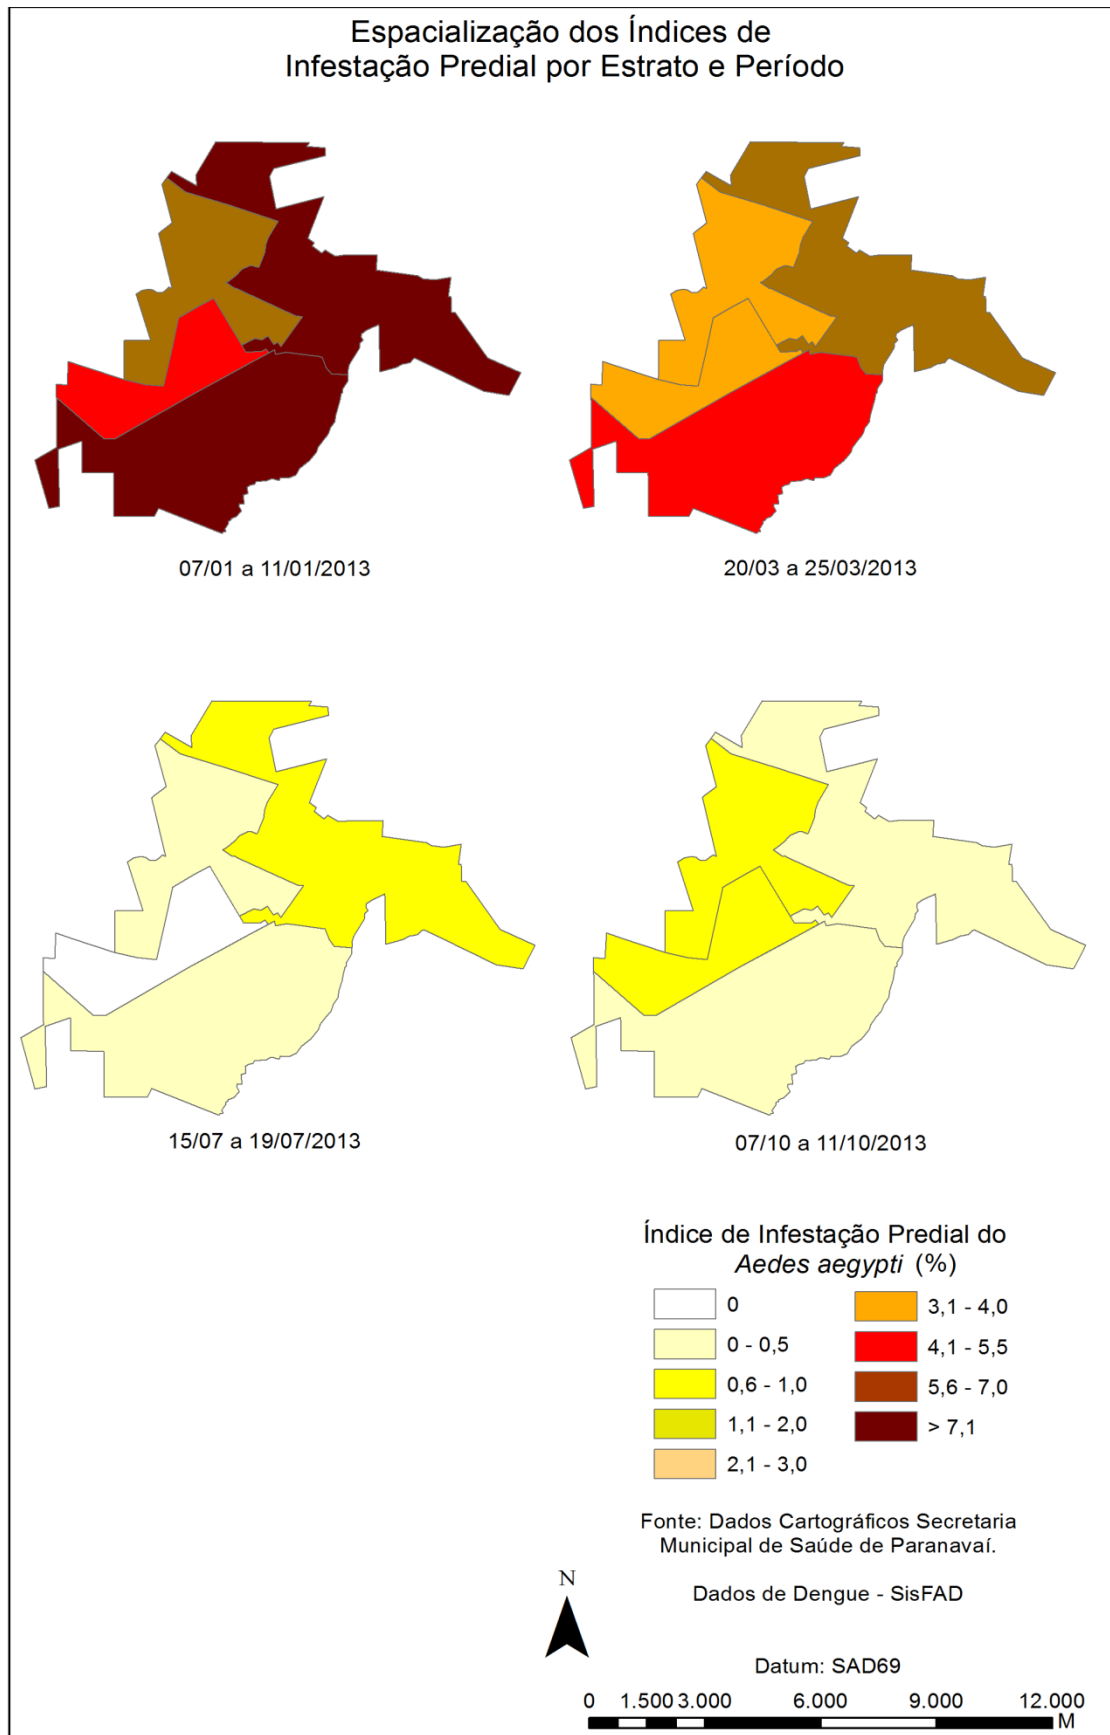 Espacialização dos Índices de
Infestação Predial por Estrato e Período
07/01 a 11/01/2013
20/03 a 25/03/2013
15/07 a 19/07/2013
07/10 a 11/10/2013
Índice de Infestação Predial do
Aedes aegypti (%)
0
0 - 0,5
0,6 - 1,0
1,1 - 2,0
2,1 - 3,0
3,1 - 4,0
4,1 - 5,5
5,6 - 7,0
> 7,1
Fonte: Dados Cartográficos Secretaria
Municipal de Saúde de Paranavaí.
Dados de Dengue - SisFAD
N
Datum: SAD69
0 1.500 3.000 6.000 9.000 12.000
M